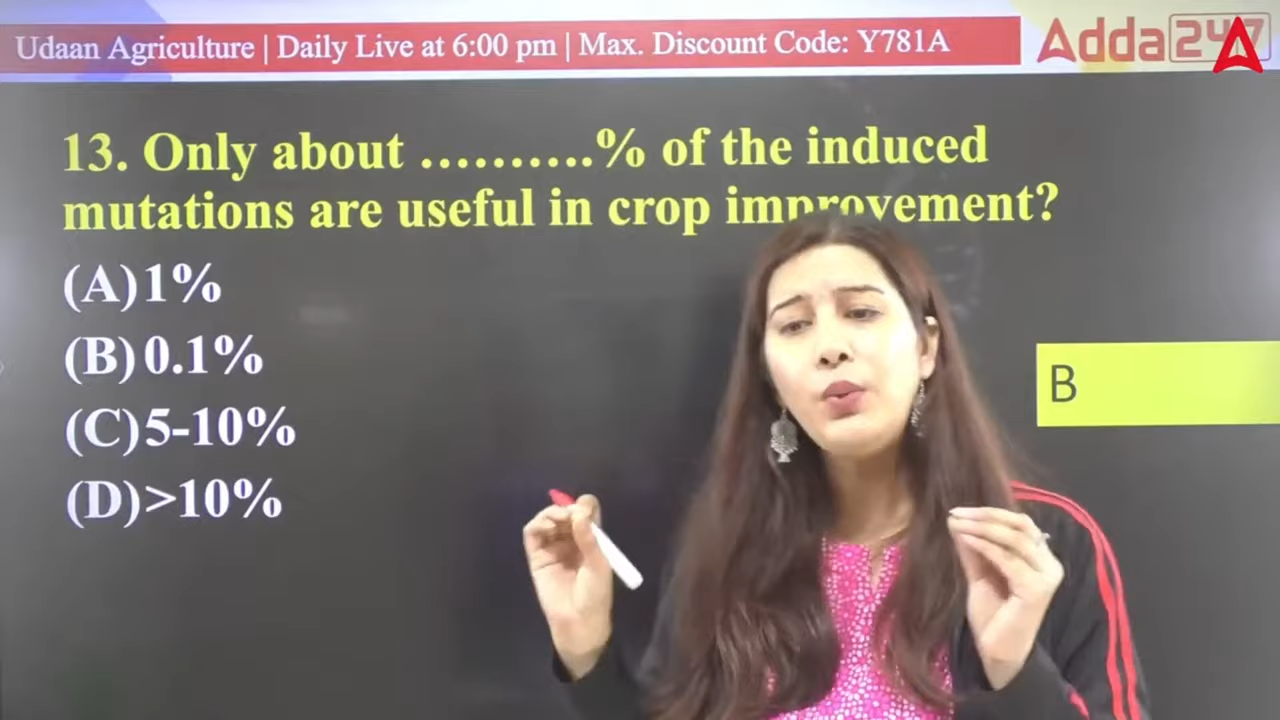 Udaan Agriculture | Daily Live at 6:00 pm | Max. Discount Code: Y781A
Adda247
13. Only about ..........% of the induced
mutations are useful in crop improvement?
(A) 1%
(B) 0.1%
(C) 5-10%
(D) >10%
B